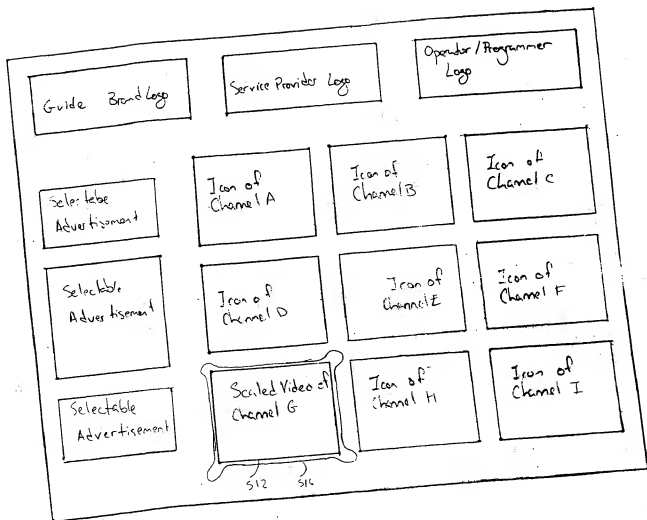 Guide Brand Logo
Service Provider Logo
Operator/Programmer
Logo
Selectabe
Advertisement
Icon of
Channel A
Icon of
Channel B
Icon of
Channel C
Selectable
Advertisement
Icon of
Channel D
Icon of
Channel E
Icon of
Channel F
Selectable
Advertisement
Scaled Video of
Channel G
Icon of
Channel H
Icon of
Channel I
512
516